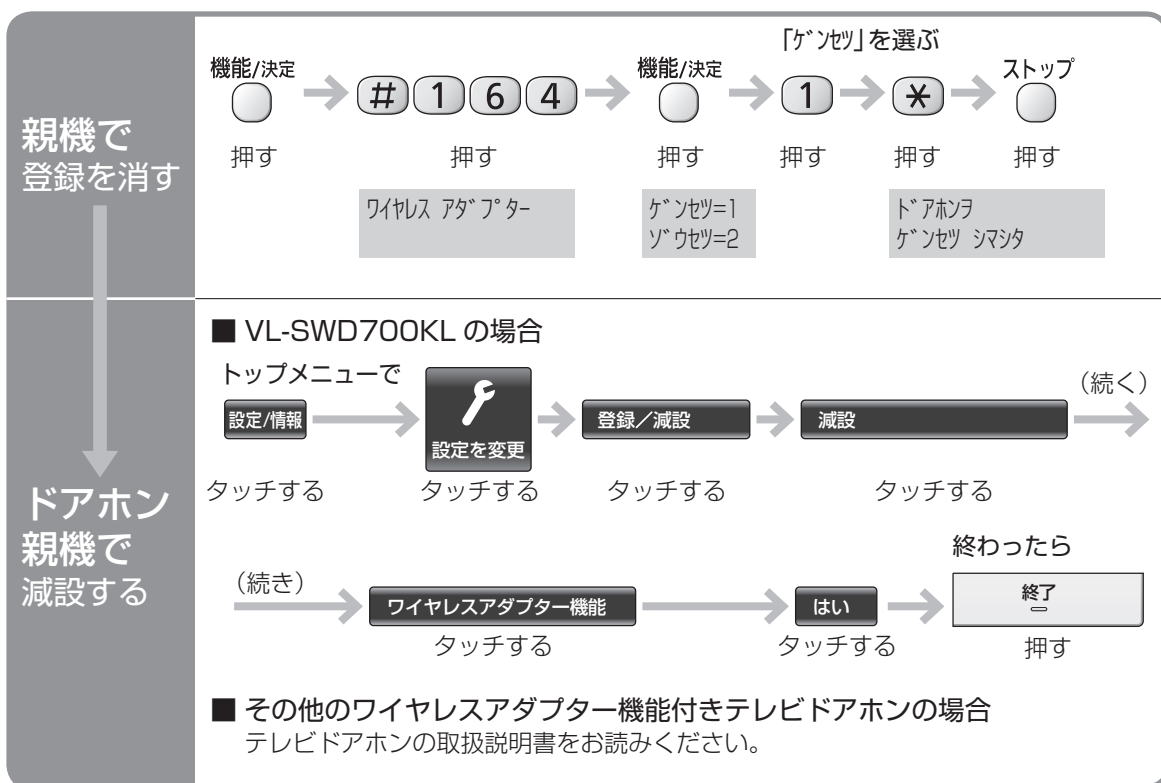 親機で
登録を消す
「ｹﾞﾝｾﾂ」を選ぶ
機能/決定
# 1 6 4
機能/決定
1
＊
ストップ
押す
押す
押す
押す
押す
押す
ﾜｲﾔﾚｽ ｱﾀﾞﾌﾟﾀｰ
ｹﾞﾝｾﾂ=1
ｿﾞｳｾﾂ=2
ﾄﾞｱﾎﾝｦ
ｹﾞﾝｾﾂ ｼﾏｼﾀ
ドアホン
親機で
減設する
■ VL-SWD700KL の場合
トップメニューで
設定/情報
設定を変更
登録／減設
減設
（続く）
タッチする
タッチする
タッチする
タッチする
（続き）
ワイヤレスアダプター機能
はい
終わったら
終了
タッチする
タッチする
押す
■ その他のワイヤレスアダプター機能付きテレビドアホンの場合
テレビドアホンの取扱説明書をお読みください。